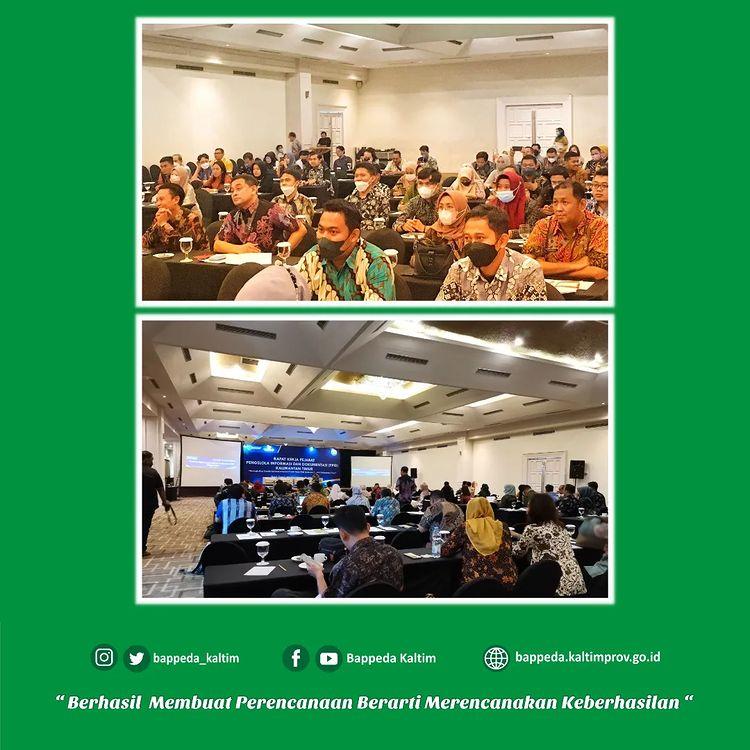 RAPAT KERJA PEJABAT
PENGELOLA INFORMASI DAN DOKUMENTASI (PPID)
KALIMANTAN TIMUR
bappeda_kaltim
Bappeda Kaltim
bappeda.kaltimprov.go.id
“ Berhasil Membuat Perencanaan Berarti Merencanakan Keberhasilan “